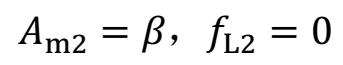 A_m2 = β，f_L2 = 0